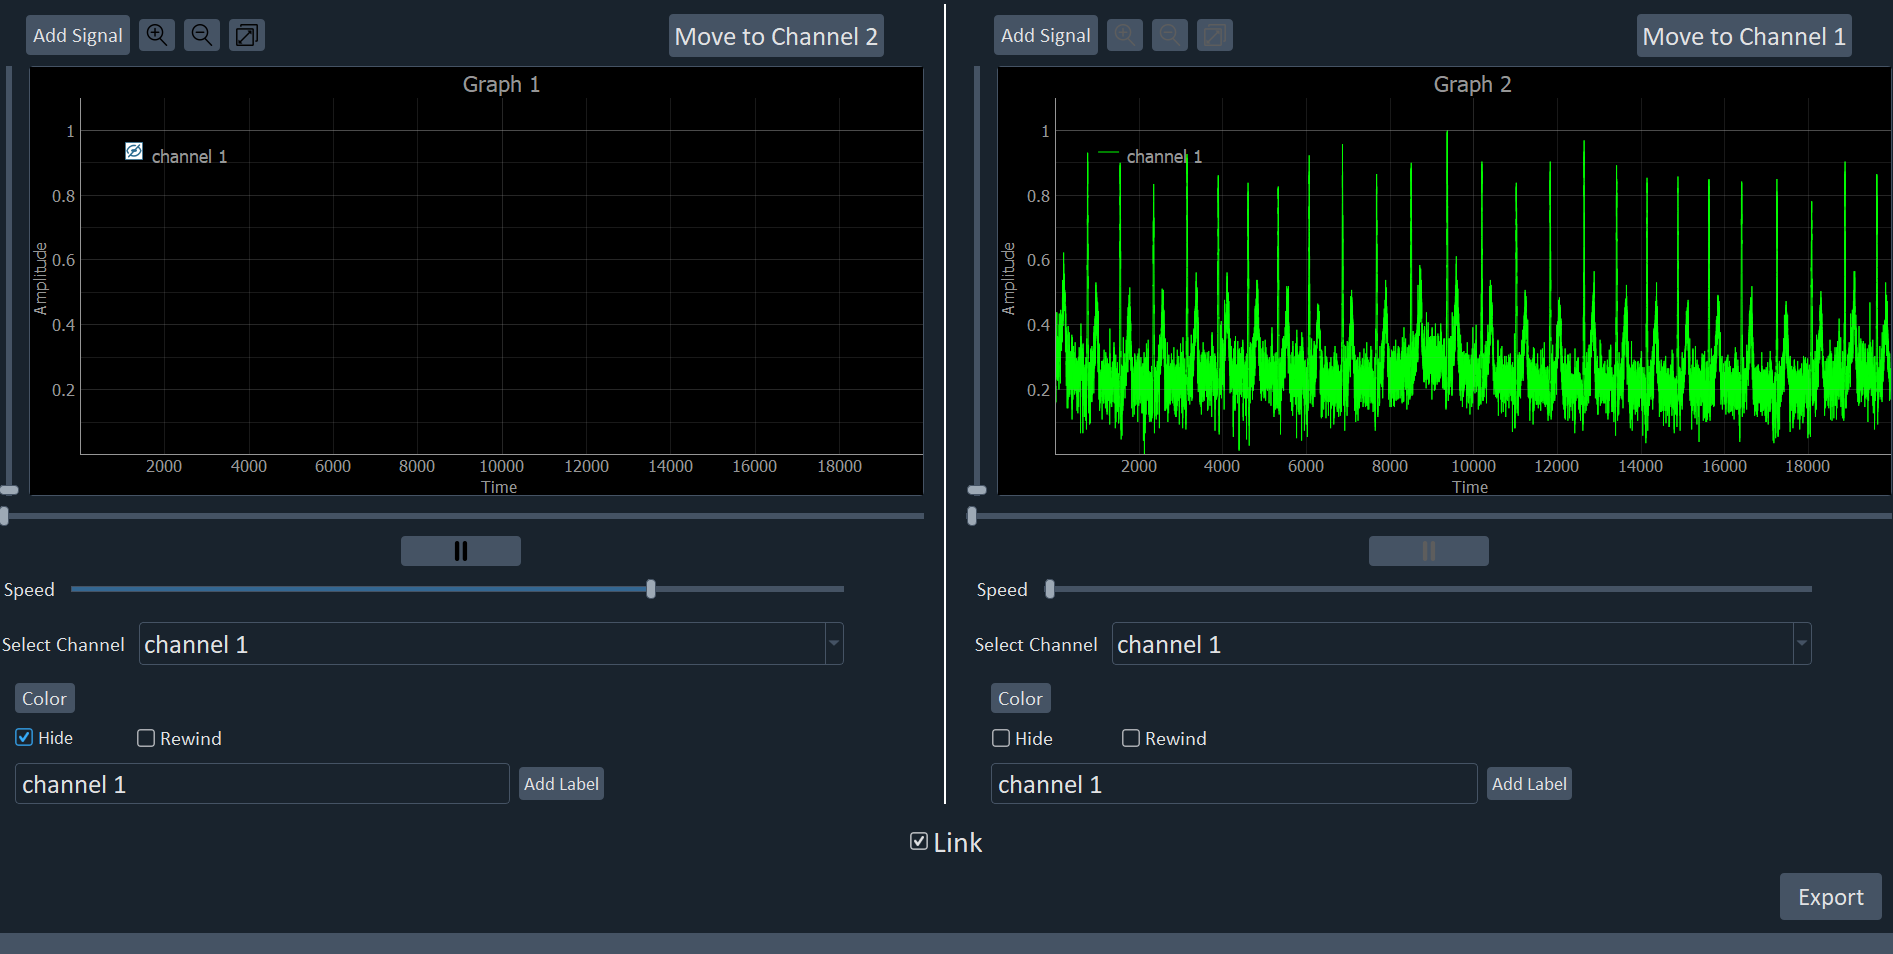 Add Signal
Move to Channel 2
Graph 1
channel 1
Amplitude
1
0.8
0.6
0.4
0.2
2000 4000 6000 8000 10000 12000 14000 16000 18000
Time
Speed
Select Channel channel 1
Color
Hide Rewind
channel 1 Add Label
Add Signal
Move to Channel 1
Graph 2
channel 1
Amplitude
1
0.8
0.6
0.4
0.2
2000 4000 6000 8000 10000 12000 14000 16000 18000
Time
Speed
Select Channel channel 1
Color
Hide Rewind
channel 1 Add Label
Link
Export